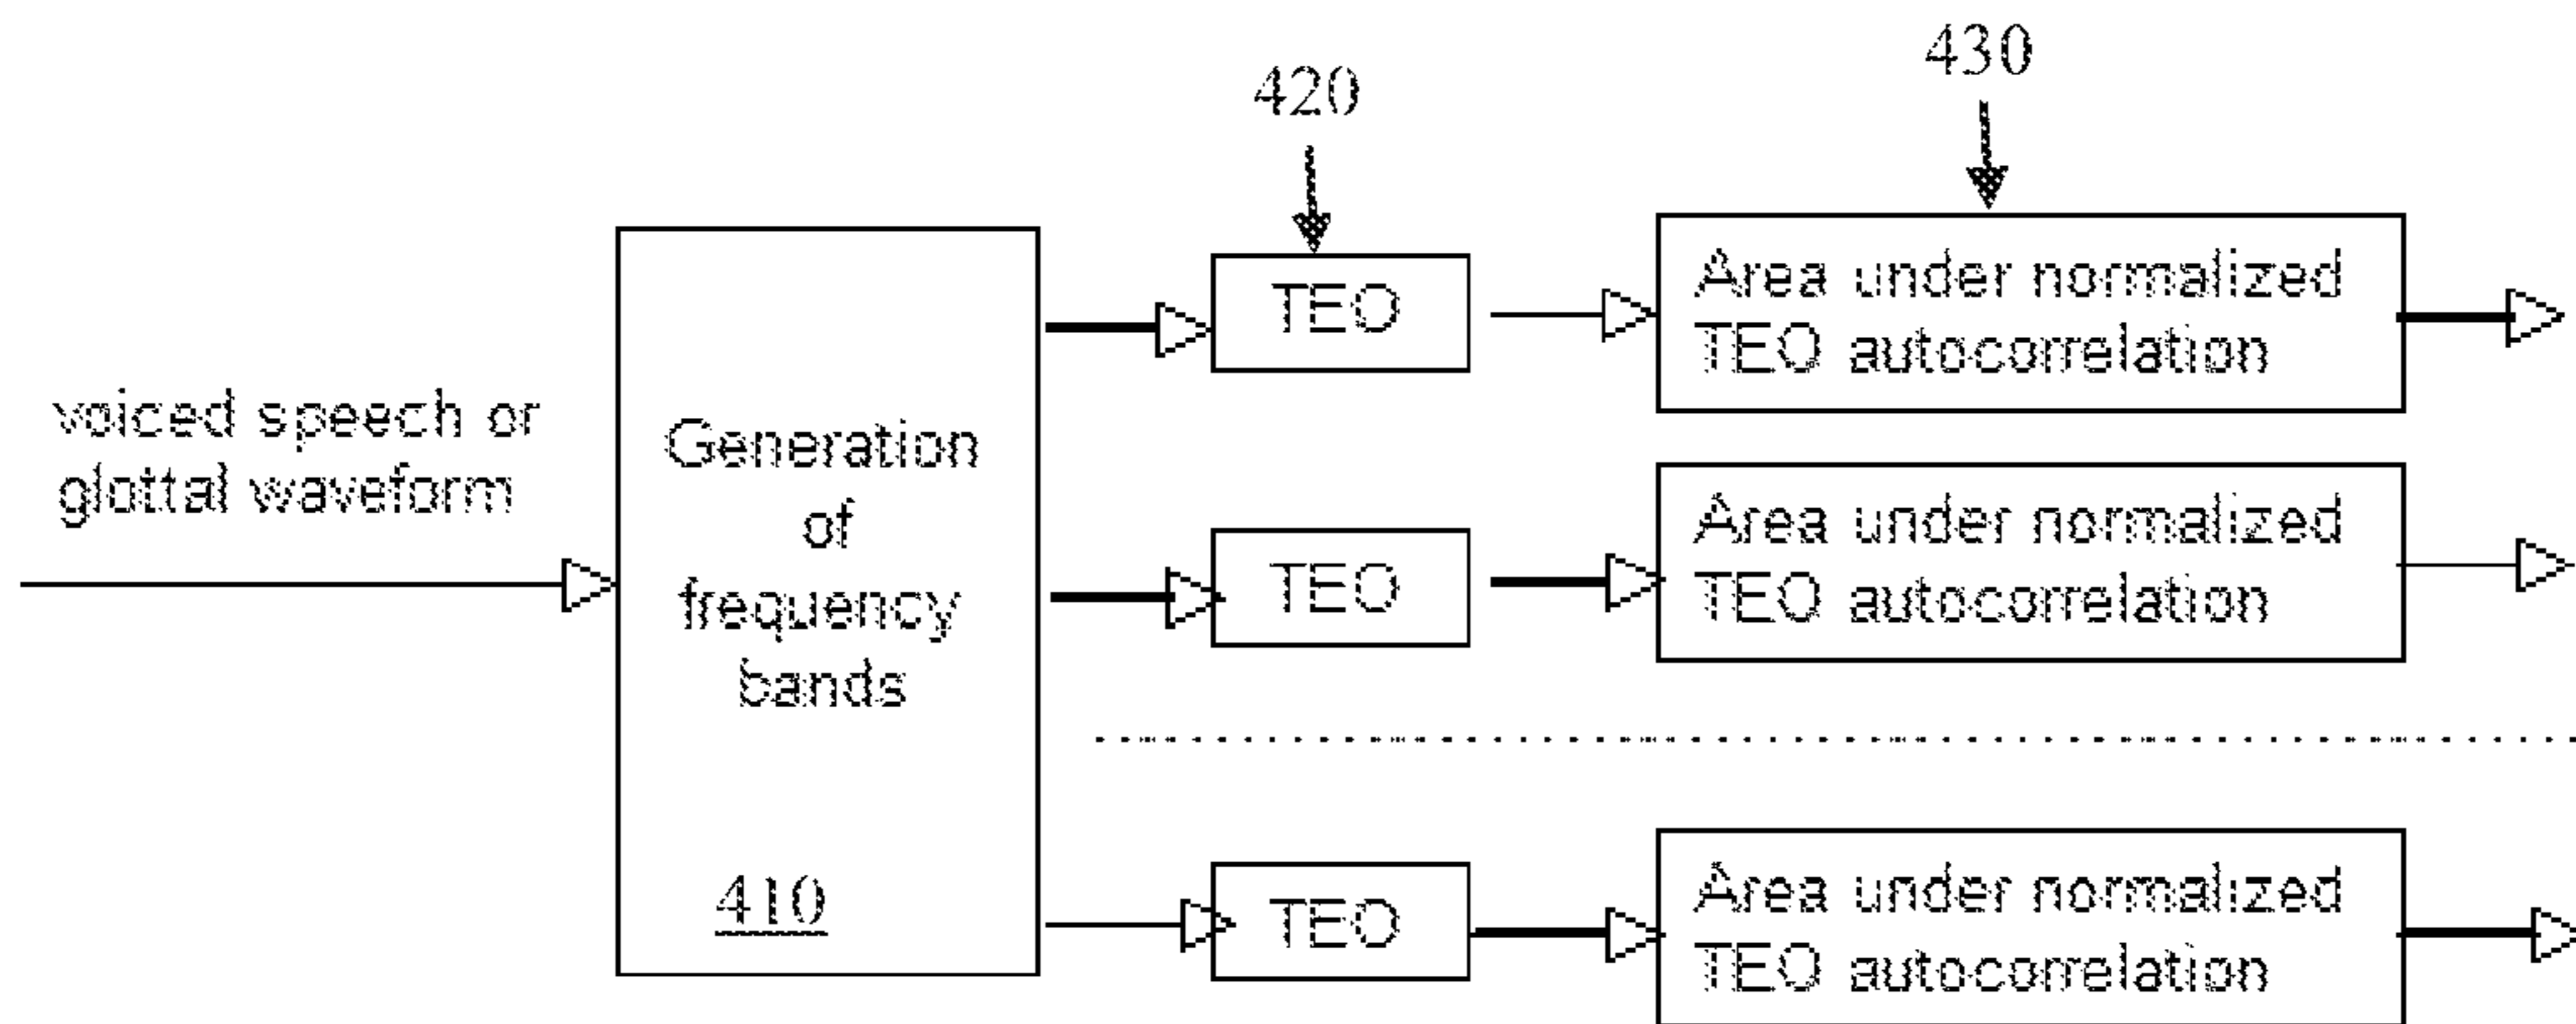 420
430
voiced speech or
glottal waveform
Generation
of
frequency
bands
410
TEO
Area under normalized
TEO autocorrelation
TEO
Area under normalized
TEO autocorrelation
TEO
Area under normalized
TEO autocorrelation